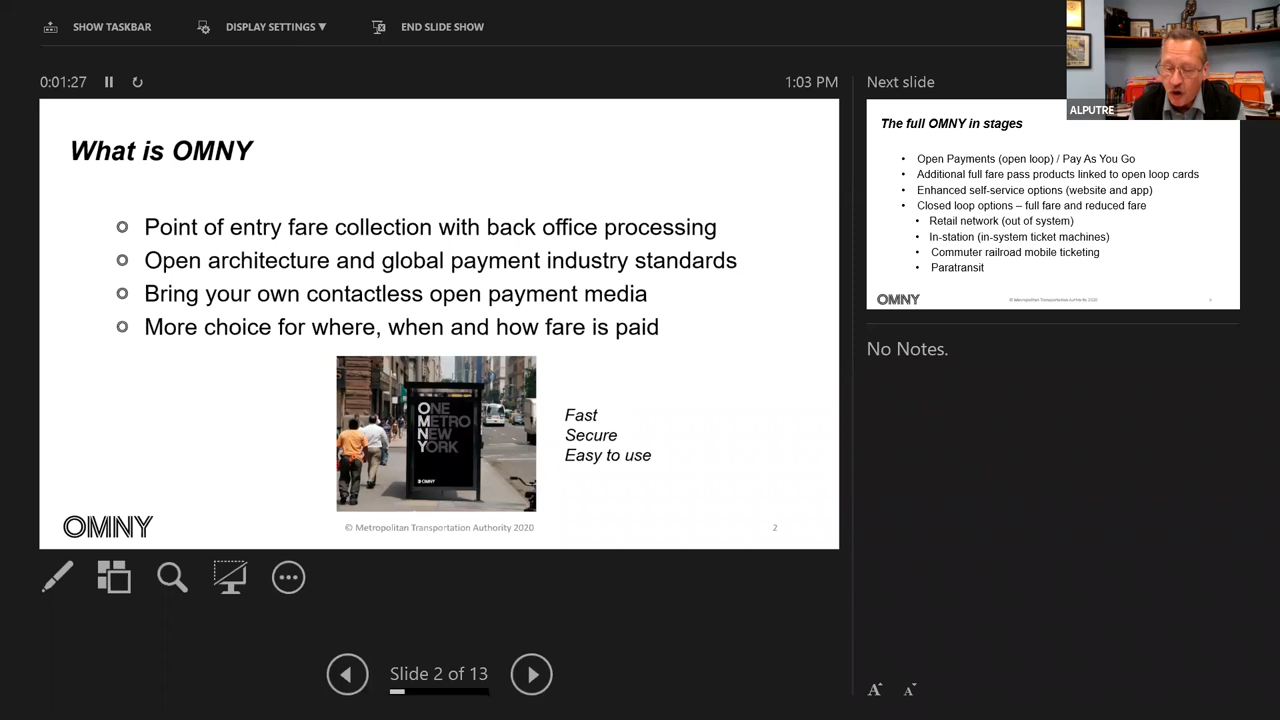 SHOW TASKBAR
DISPLAY SETTINGS ▼
END SLIDE SHOW
0:01:27
1:03 PM
Next slide
ALPUTRE
What is OMNY
Point of entry fare collection with back office processing
Open architecture and global payment industry standards
Bring your own contactless open payment media
More choice for where, when and how fare is paid
ONE
METRO
NEW
YORK
OMNY
Fast
Secure
Easy to use
OMNY
© Metropolitan Transportation Authority 2020
2
The full OMNY in stages
• Open Payments (open loop) / Pay As You Go
• Additional full fare pass products linked to open loop cards
• Enhanced self-service options (website and app)
• Closed loop options – full fare and reduced fare
• Retail network (out of system)
• In-station (in-system ticket machines)
• Commuter railroad mobile ticketing
• Paratransit
OMNY
© Metropolitan Transportation Authority 2020
No Notes.
Slide 2 of 13
A A